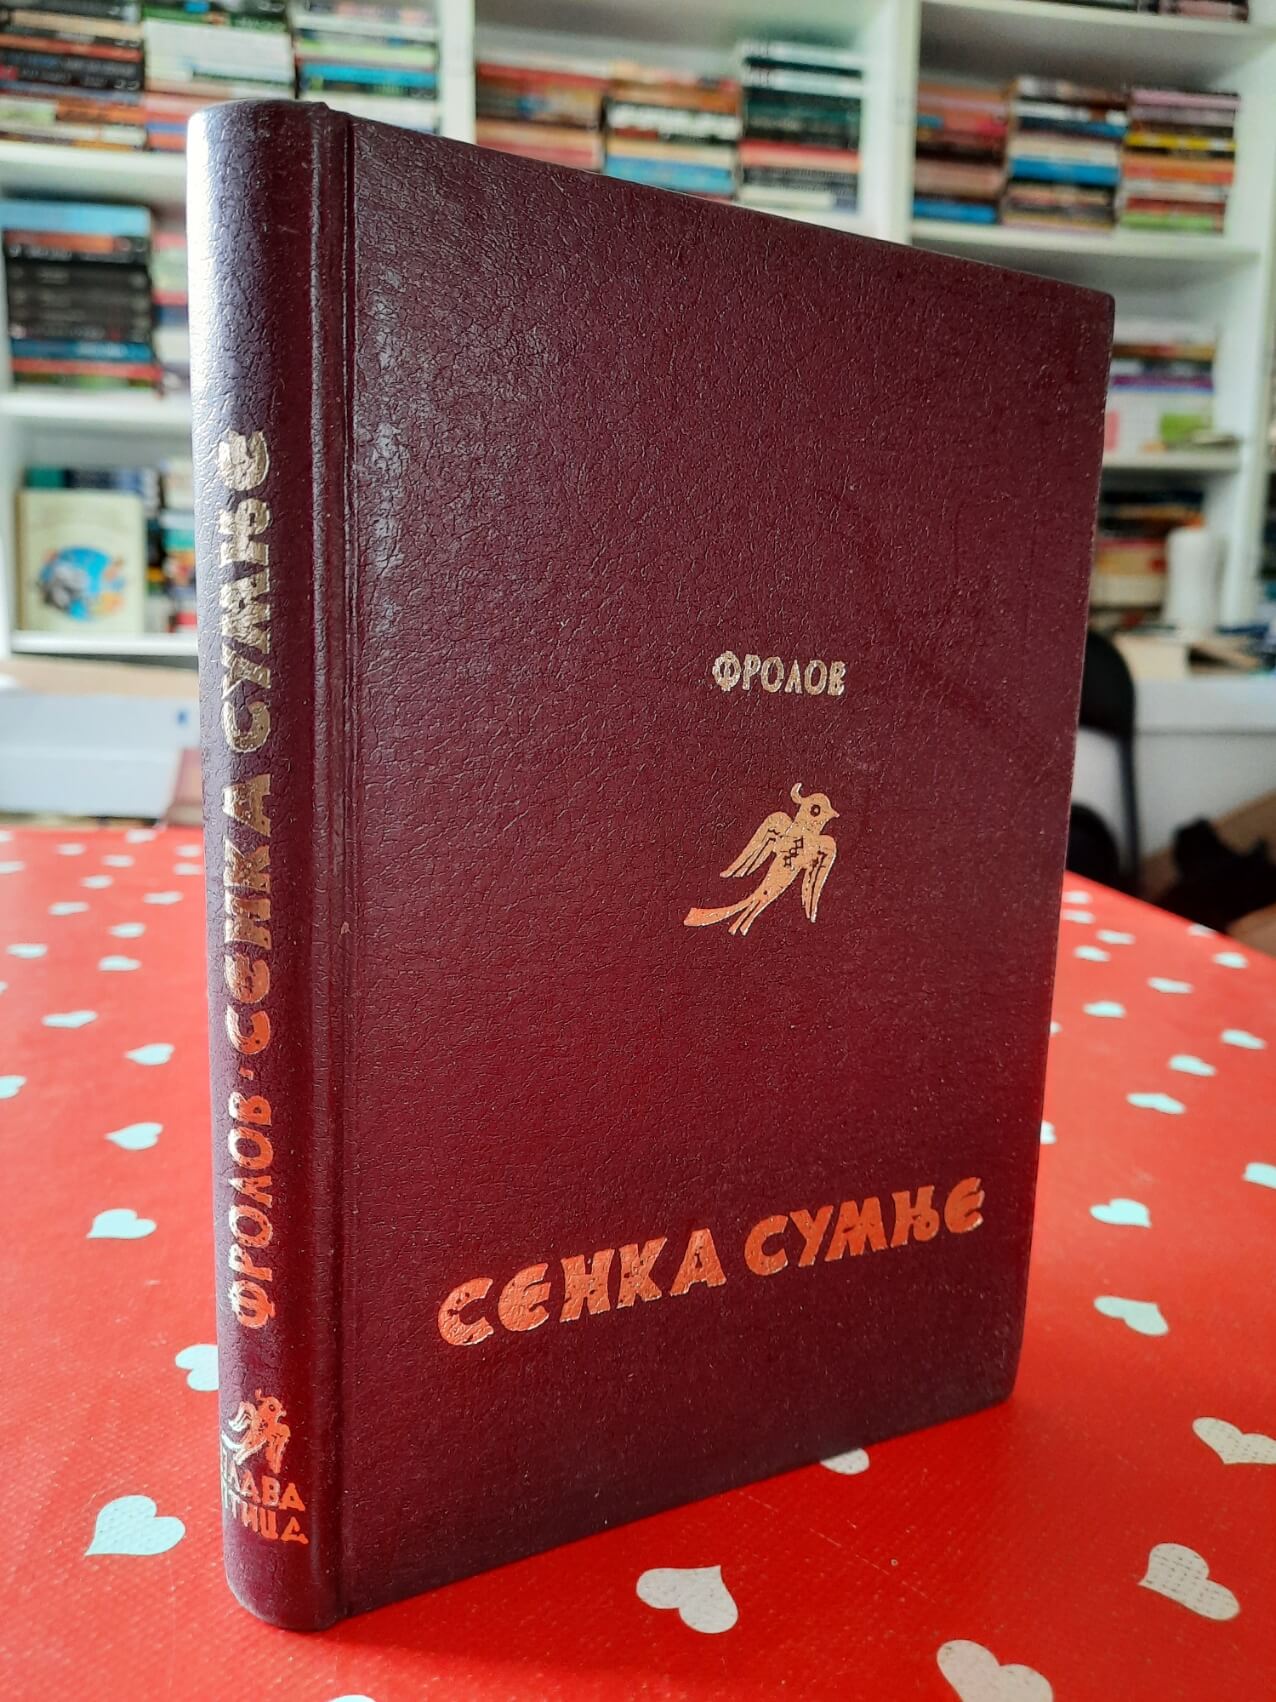 ФРОЛОВ
СЕНКА СУМЊЕ
ФРОЛОВ · СЕНКА СУМЊЕ
ПЛАВА
ПТИЦА